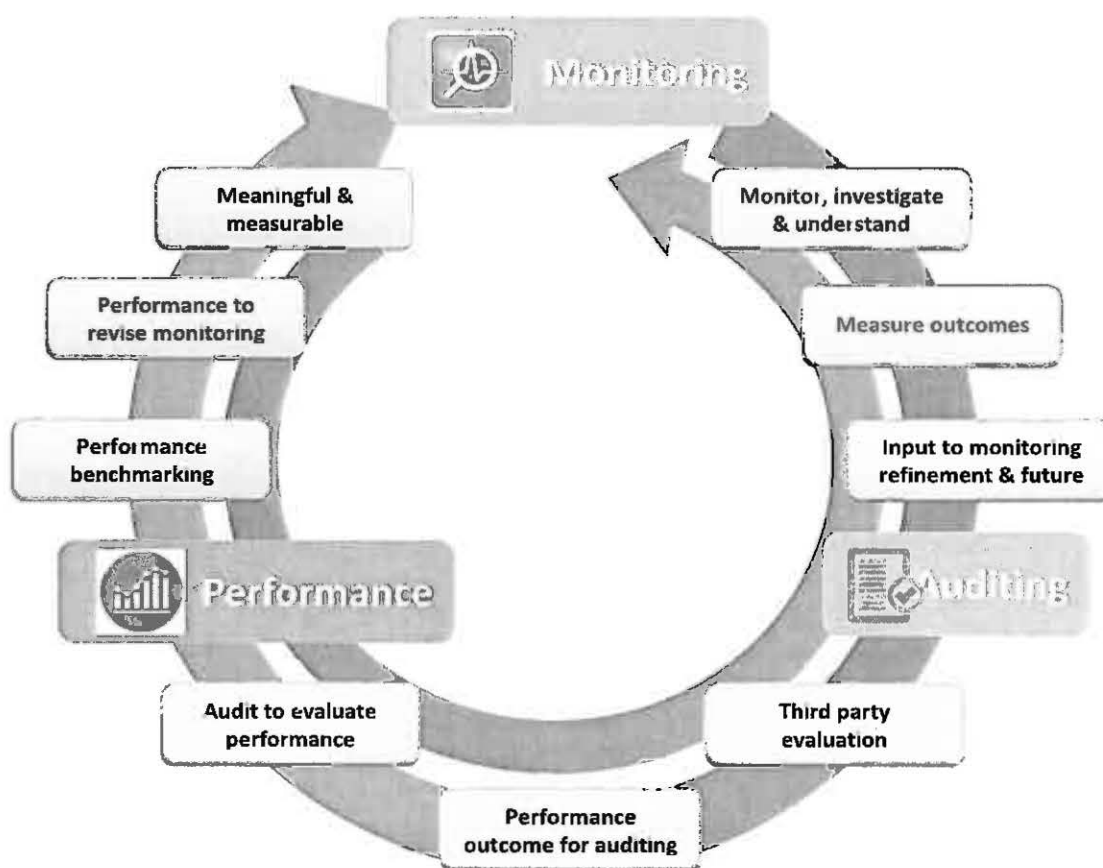 Monitoring
Meaningful &
measurable
Monitor, investigate
& understand
Performance to
revise monitoring
Measure outcomes
Performance
benchmarking
Input to monitoring
refinement & future
Performance
Auditing
Audit to evaluate
performance
Third party
evaluation
Performance
outcome for auditing